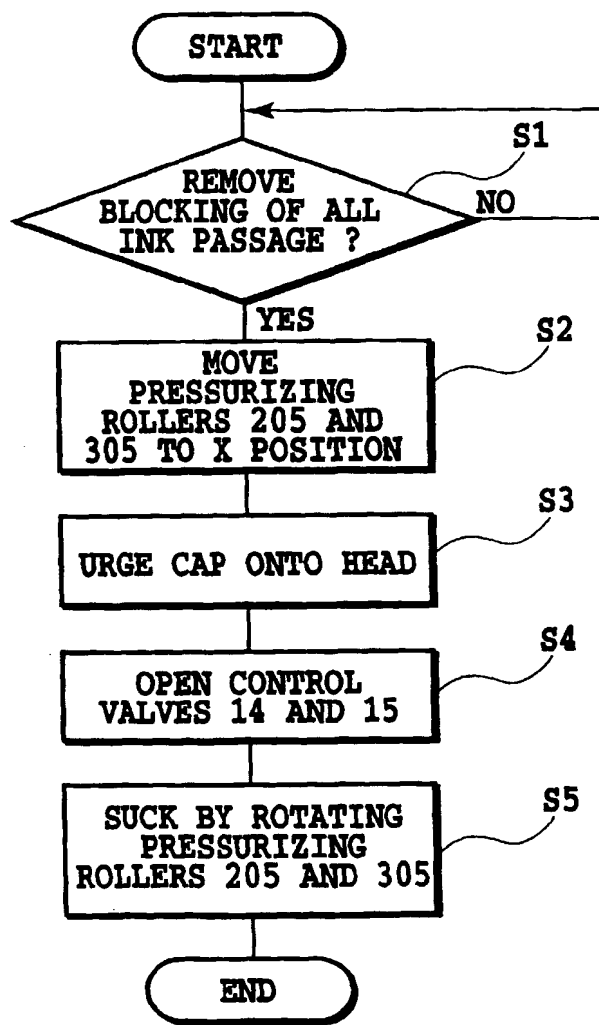 START
S1
REMOVE
BLOCKING OF ALL
INK PASSAGE ?
NO
YES
S2
MOVE
PRESSURIZING
ROLLERS 205 AND
305 TO X POSITION
S3
URGE CAP ONTO HEAD
S4
OPEN CONTROL
VALVES 14 AND 15
S5
SUCK BY ROTATING
PRESSURIZING
ROLLERS 205 AND 305
END